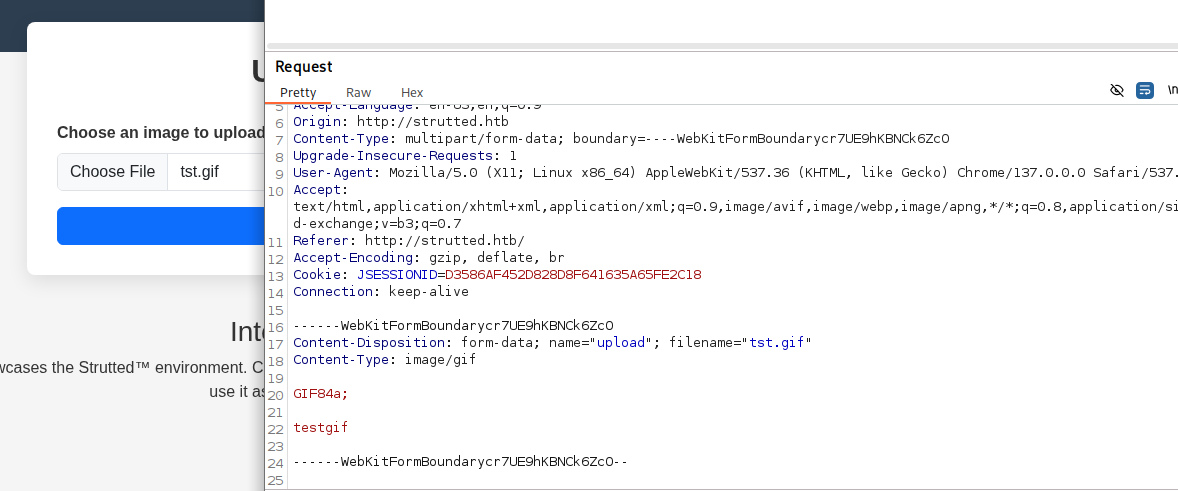 U
Choose an image to upload
Choose File tst.gif
Inte
wcases the Strutted™ environment. C
use it as
Request
Pretty Raw Hex \n
5 Accept-Language: en-US,en;q=0.9
6 Origin: http://strutted.htb
7 Content-Type: multipart/form-data; boundary=----WebKitFormBoundarycr7UE9hKBNCk6ZcO
8 Upgrade-Insecure-Requests: 1
9 User-Agent: Mozilla/5.0 (X11; Linux x86_64) AppleWebKit/537.36 (KHTML, like Gecko) Chrome/137.0.0.0 Safari/537.
10 Accept:
text/html,application/xhtml+xml,application/xml;q=0.9,image/avif,image/webp,image/apng,*/*;q=0.8,application/si
d-exchange;v=b3;q=0.7
11 Referer: http://strutted.htb/
12 Accept-Encoding: gzip, deflate, br
13 Cookie: JSESSIONID=D3586AF452D828D8F641635A65FE2C18
14 Connection: keep-alive
15
16 ------WebKitFormBoundarycr7UE9hKBNCk6ZcO
17 Content-Disposition: form-data; name="upload"; filename="tst.gif"
18 Content-Type: image/gif
19
20 GIF84a;
21
22 testgif
23
24 ------WebKitFormBoundarycr7UE9hKBNCk6ZcO--
25